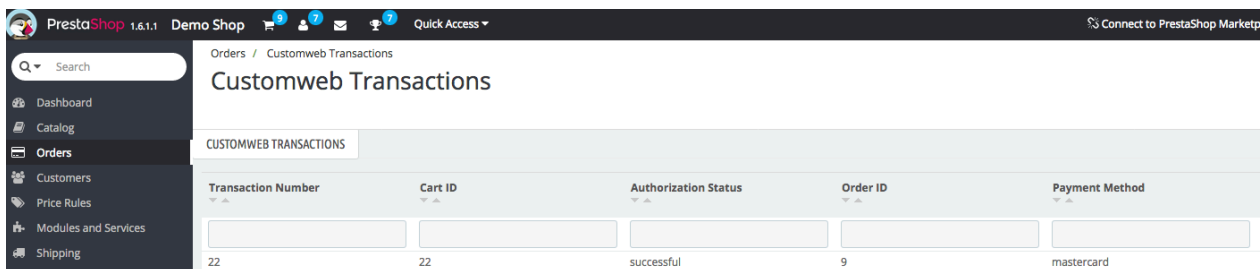 PrestaShop 1.6.1.1 Demo Shop 9 7 7 Quick Access
Connect to PrestaShop Marketp
Search
Orders / Customweb Transactions
Customweb Transactions
Dashboard
Catalog
Orders
Customers
Price Rules
Modules and Services
Shipping
CUSTOMWEB TRANSACTIONS
Transaction Number Cart ID Authorization Status Order ID Payment Method
22 22 successful 9 mastercard